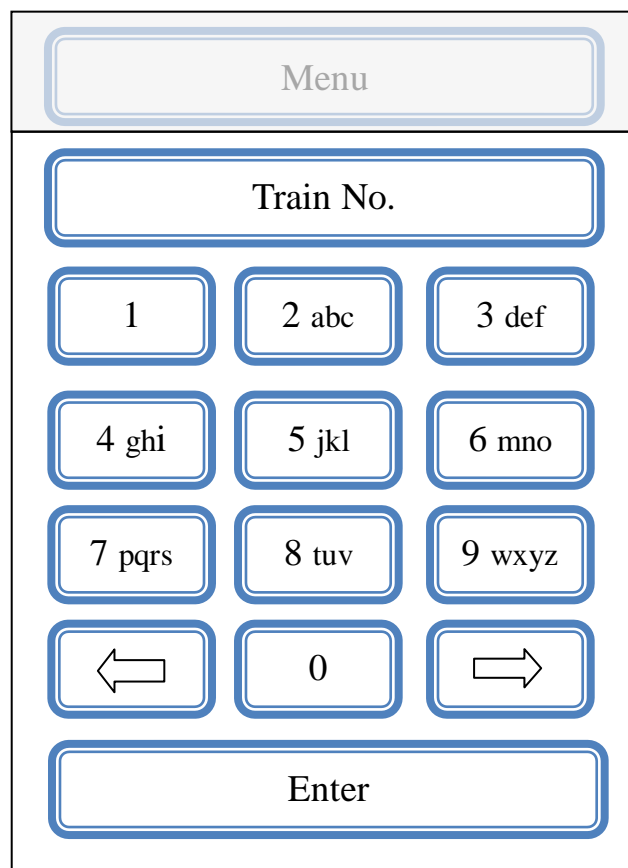 Menu
Train No.
1 2 abc 3 def
4 ghi 5 jkl 6 mno
7 pqrs 8 tuv 9 wxyz
0
Enter